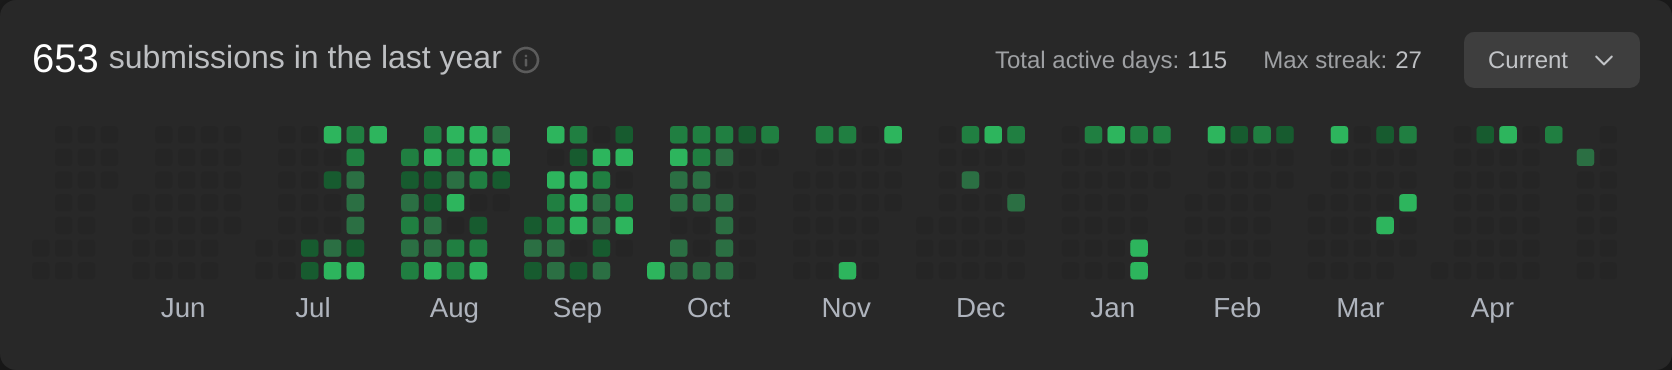 653 submissions in the last year Total active days: 115 Max streak: 27 Current
Jun Jul Aug Sep Oct Nov Dec Jan Feb Mar Apr